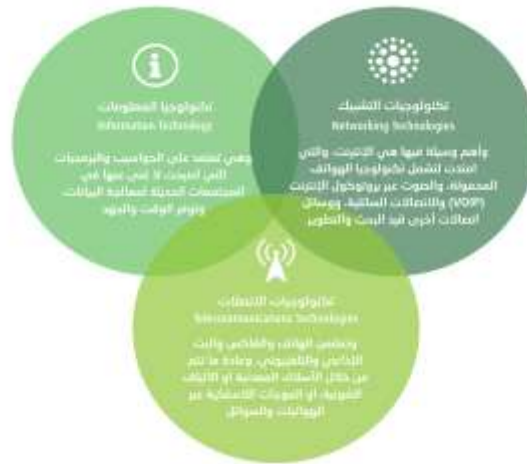 تكنولوجيا المعلومات
Information Technology
وهي تعتمد على الحواسيب والبرمجيات
التي أصبحت لا غنى عنها في
المجتمعات الحديثة لمعالجة البيانات،
وتوفر الوقت والجهد
تكنولوجيات التشبيك
Networking Technologies
وأهم وسيلة فيها هي الإنترنت، والتي
امتدت لتشمل تكنولوجيا الهواتف
المحمولة، والصوت عبر بروتوكول الإنترنت
(VOIP) والاتصالات الساتلية، ووسائل
اتصالات أخرى قيد البحث والتطوير
تكنولوجيات الاتصالات
Telecommunications Technologies
وتتضمن الهاتف والفاكس والبث
الإذاعي والتلفزيوني، وعادة ما تتم
من خلال الأسلاك المعدنية أو الألياف
الضوئية، أو الموجات اللاسلكية عبر
الهوائيات والسواتل